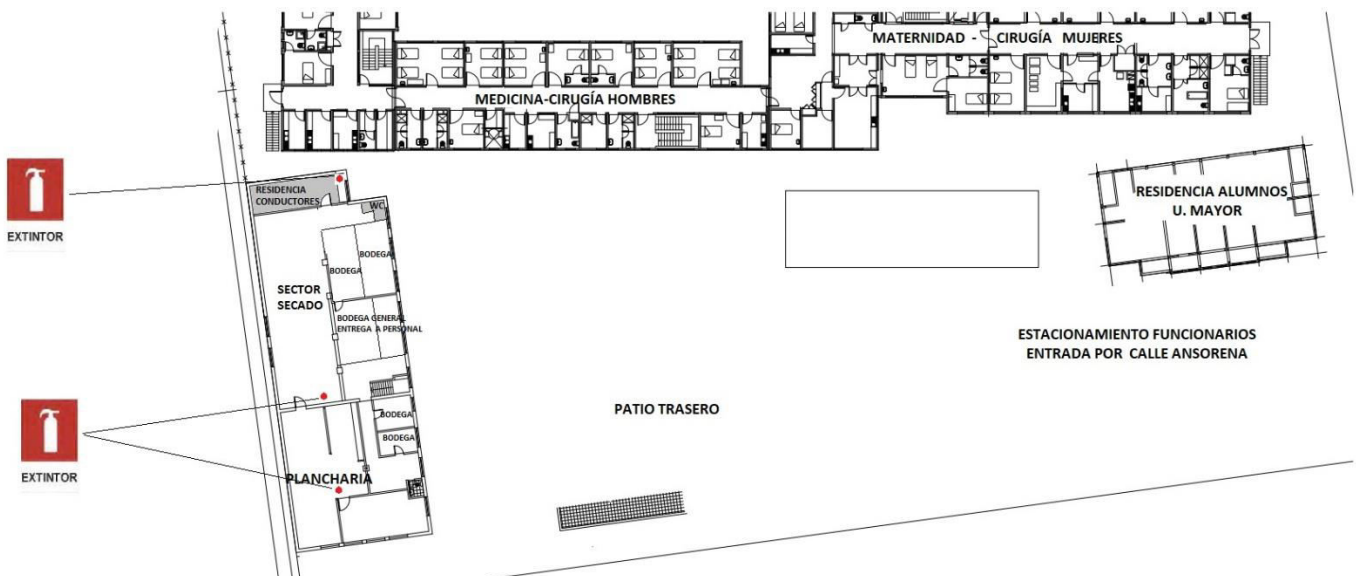 MATERNIDAD - CIRUGÍA MUJERES
MEDICINA-CIRUGÍA HOMBRES
EXTINTOR
RESIDENCIA
CONDUCTORES
WC
RESIDENCIA ALUMNOS
U. MAYOR
BODEGA
BODEGA
SECTOR
SECADO
BODEGA GENERAL
ENTREGA A PERSONAL
ESTACIONAMIENTO FUNCIONARIOS
ENTRADA POR CALLE ANSORENA
PATIO TRASERO
BODEGA
BODEGA
EXTINTOR
PLANCHARIA